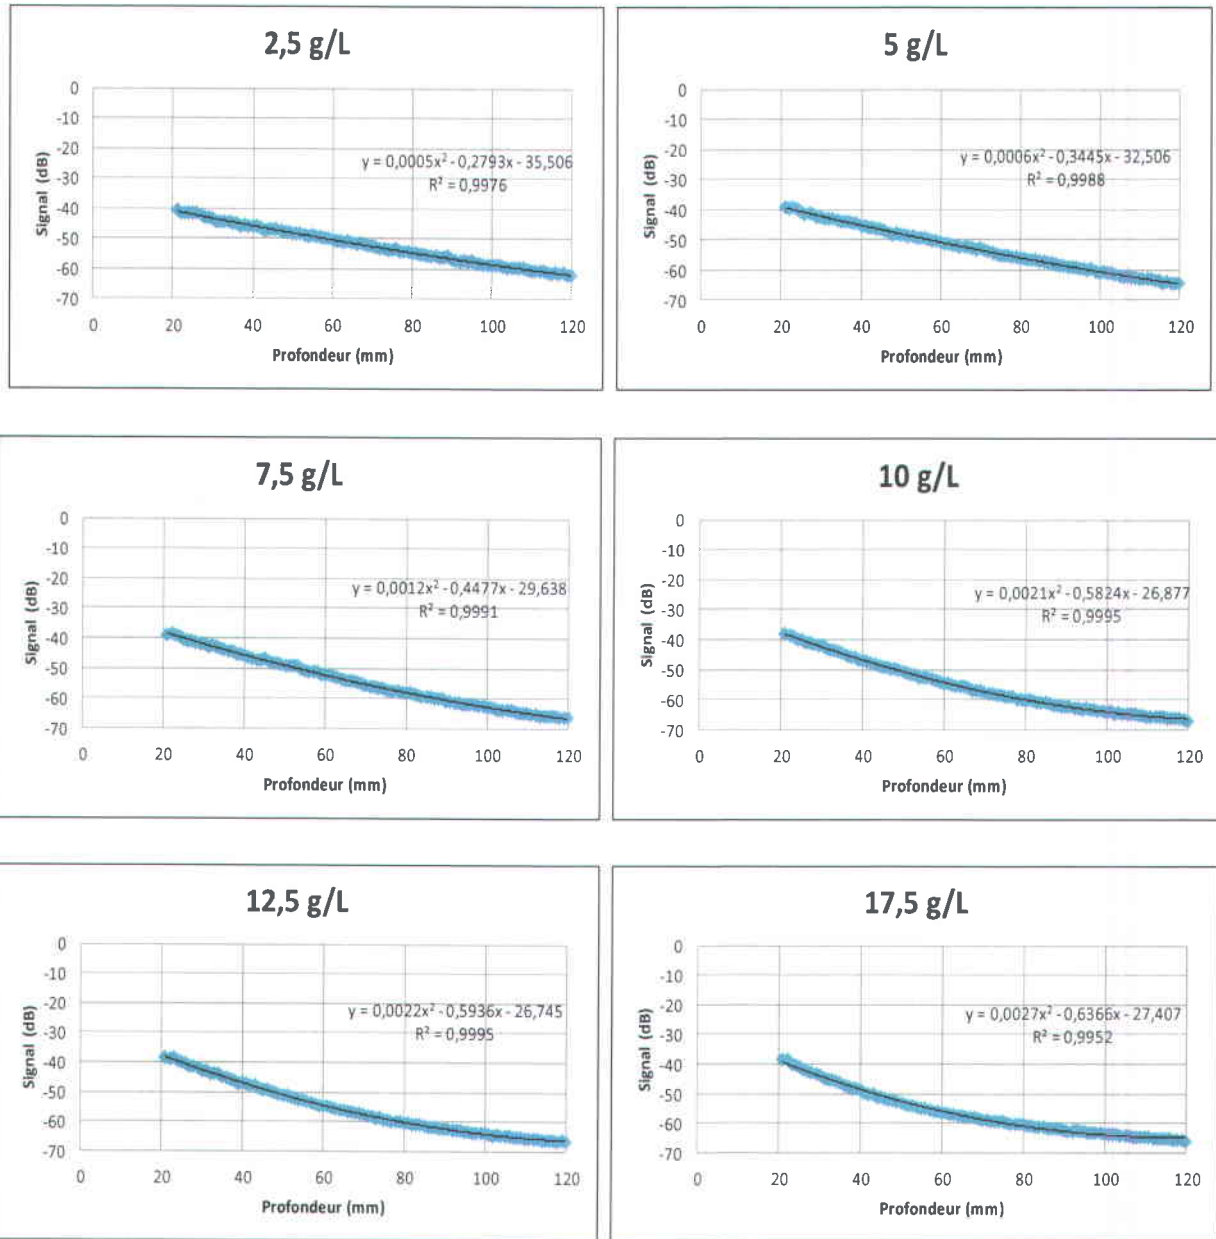 2,5 g/L
0
-10
-20
-30
-40
-50
-60
-70
Signal (dB)
y = 0,0005x² - 0,2793x - 35,506
R² = 0,9976
0 20 40 60 80 100 120
Profondeur (mm)
5 g/L
0
-10
-20
-30
-40
-50
-60
-70
Signal (dB)
y = 0,0006x² - 0,3445x - 32,506
R² = 0,9988
0 20 40 60 80 100 120
Profondeur (mm)
7,5 g/L
0
-10
-20
-30
-40
-50
-60
-70
Signal (dB)
y = 0,0012x² - 0,4477x - 29,638
R² = 0,9991
0 20 40 60 80 100 120
Profondeur (mm)
10 g/L
0
-10
-20
-30
-40
-50
-60
-70
Signal (dB)
y = 0,0021x² - 0,5824x - 26,877
R² = 0,9995
0 20 40 60 80 100 120
Profondeur (mm)
12,5 g/L
0
-10
-20
-30
-40
-50
-60
-70
Signal (dB)
y = 0,0022x² - 0,5936x - 26,745
R² = 0,9995
0 20 40 60 80 100 120
Profondeur (mm)
17,5 g/L
0
-10
-20
-30
-40
-50
-60
-70
Signal (dB)
y = 0,0027x² - 0,6366x - 27,407
R² = 0,9952
0 20 40 60 80 100 120
Profondeur (mm)